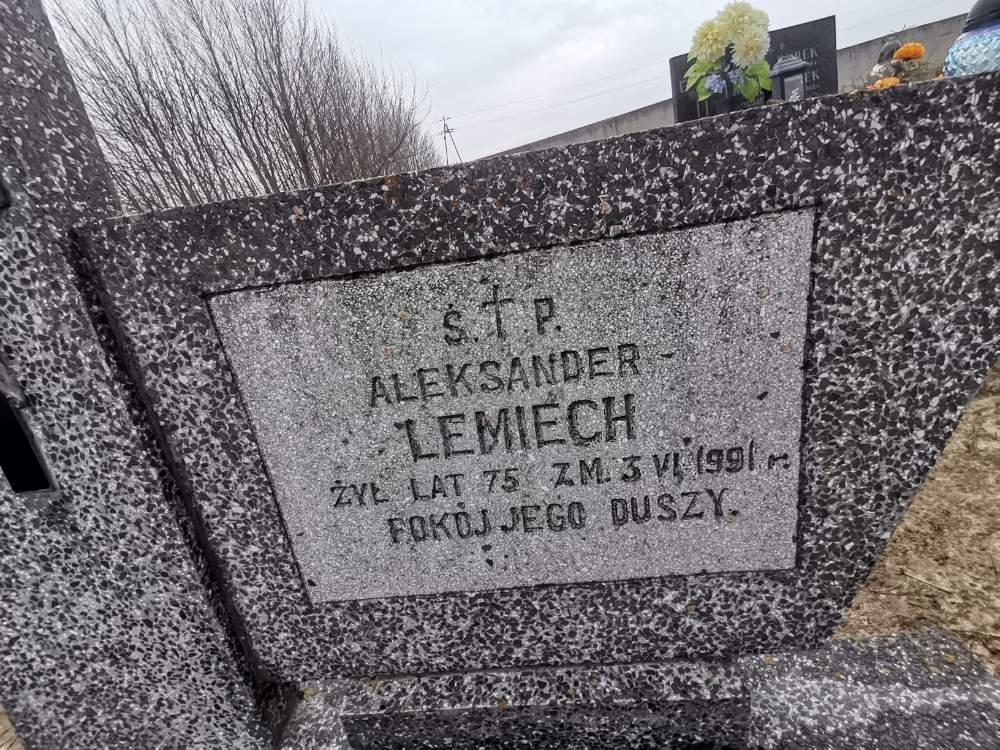 Ś. † P.
ALEKSANDER
LEMIECH
ŻYŁ LAT 75 ZM. 3 VI, 1991 r.
POKÓJ JEGO DUSZY.